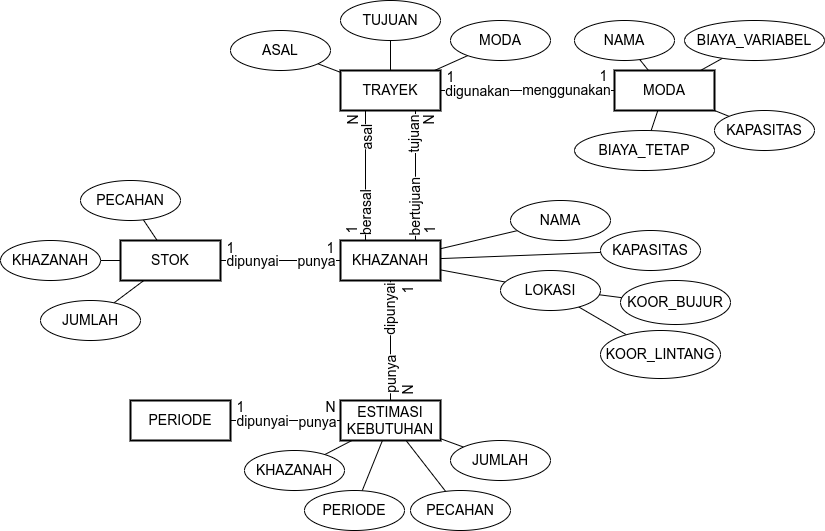 TUJUAN
ASAL
MODA
NAMA
BIAYA_VARIABEL
TRAYEK
1
digunakan
menggunakan
1
MODA
KAPASITAS
BIAYA_TETAP
N
asal
tujuan
N
berasal
1
bertujuan
1
PECAHAN
KHAZANAH
STOK
JUMLAH
1
dipunyai
punya
1
KHAZANAH
NAMA
KAPASITAS
LOKASI
KOOR_BUJUR
KOOR_LINTANG
dipunyai
1
punya
N
PERIODE
1
dipunyai
punya
N
ESTIMASI
KEBUTUHAN
KHAZANAH
PERIODE
PECAHAN
JUMLAH